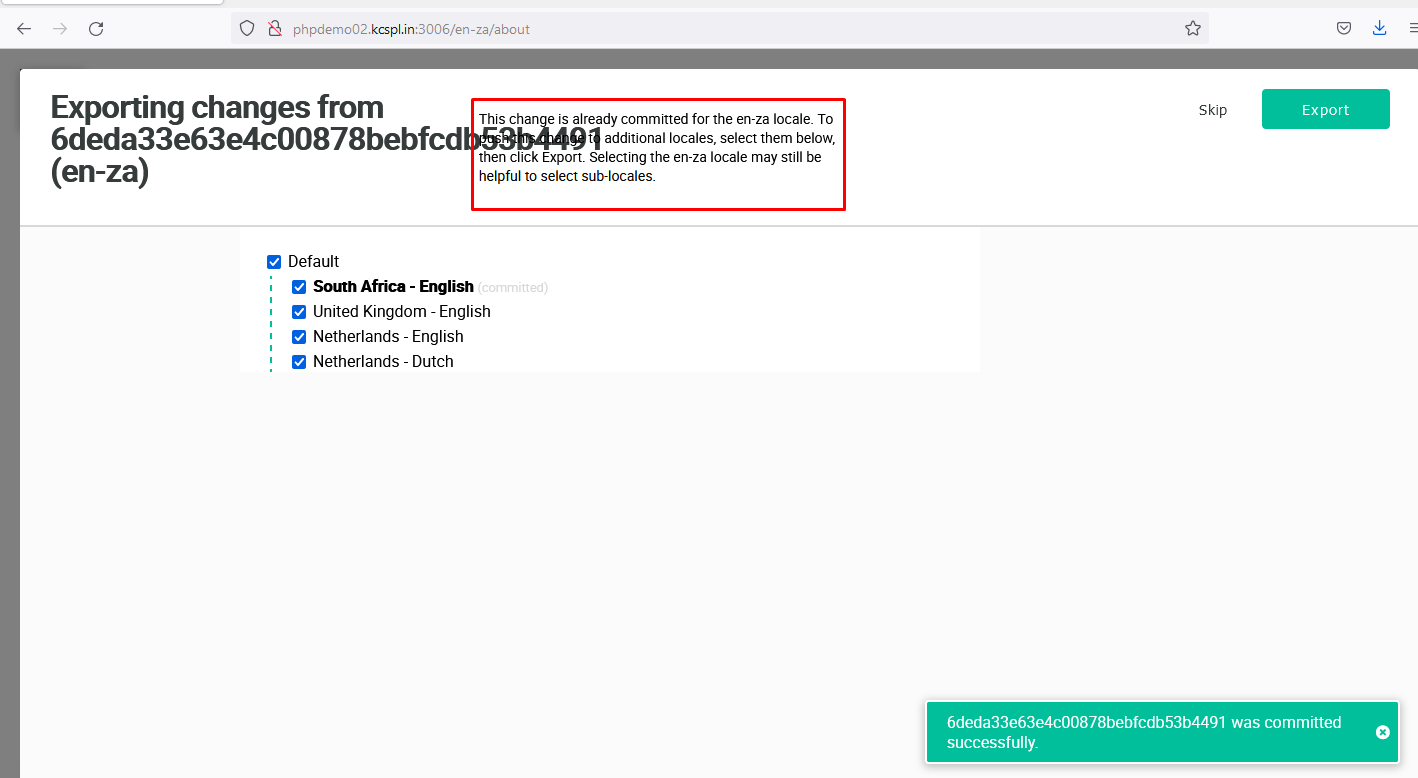 phpdemo02.kcspl.in:3006/en-za/about
Exporting changes from
6deda33e63e4c00878bebfcdb53b4491
(en-za)
This change is already committed for the en-za locale. To
push this change to additional locales, select them below,
then click Export. Selecting the en-za locale may still be
helpful to select sub-locales.
Skip
Export
Default
South Africa - English (committed)
United Kingdom - English
Netherlands - English
Netherlands - Dutch
6deda33e63e4c00878bebfcdb53b4491 was committed
successfully.